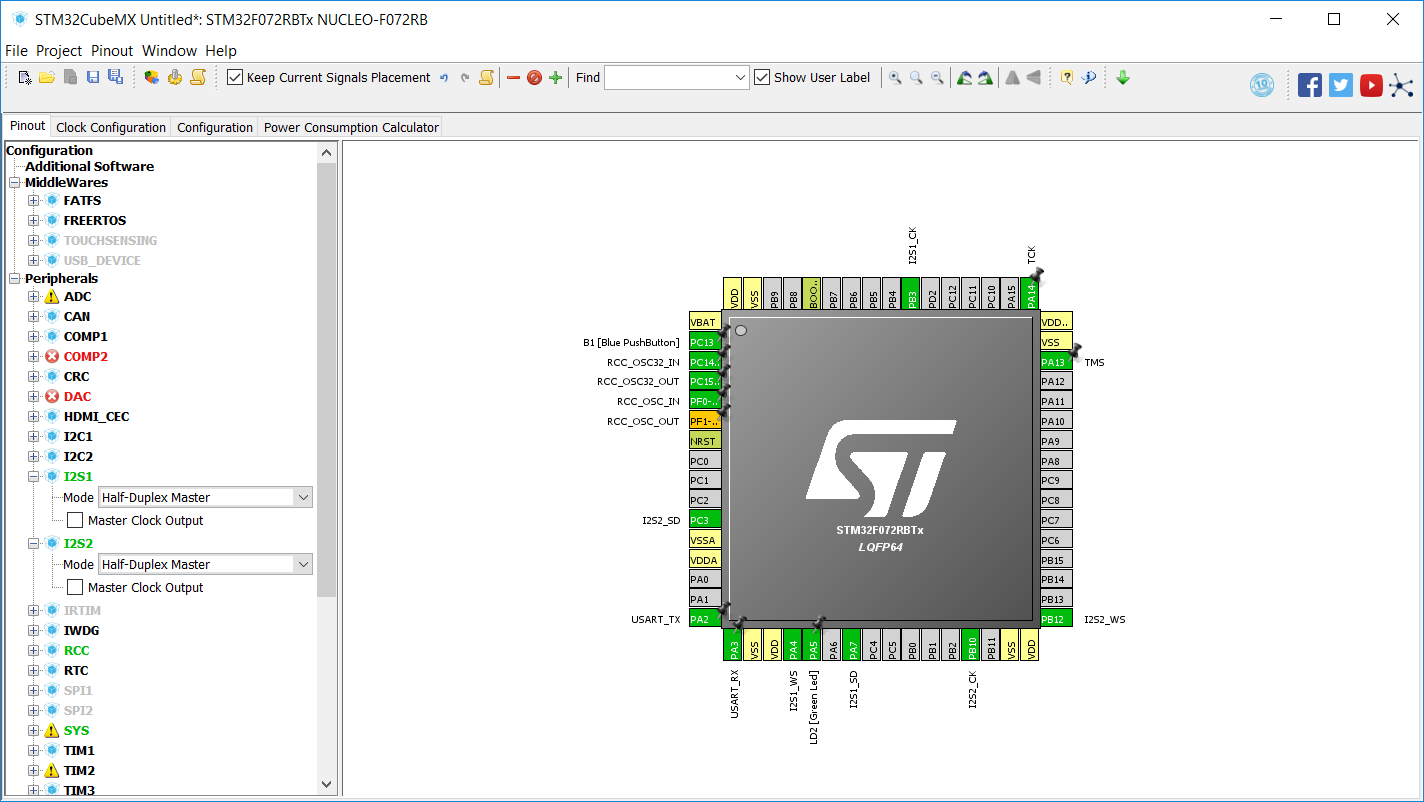 STM32CubeMX Untitled*: STM32F072RBTx NUCLEO-F072RB
File Project Pinout Window Help
Keep Current Signals Placement Find Show User Label
Pinout Clock Configuration Configuration Power Consumption Calculator
Configuration
Additional Software
MiddleWares
FATFS
FREERTOS
TOUCHSENSING
USB_DEVICE
Peripherals
ADC
CAN
COMP1
COMP2
CRC
DAC
HDMI_CEC
I2C1
I2C2
I2S1
Mode Half-Duplex Master
Master Clock Output
I2S2
Mode Half-Duplex Master
Master Clock Output
IRTIM
IWDG
RCC
RTC
SPI1
SPI2
SYS
TIM1
TIM2
TIM3
I2S1_CK TCK
VDD VSS PB9 PB8 BOO.. PB7 PB6 PB5 PB4 PB3 PD2 PC12 PC11 PC10 PA15 PA14
VBAT
B1 [Blue PushButton] PC13
RCC_OSC32_IN PC14..
RCC_OSC32_OUT PC15..
RCC_OSC_IN PF0-..
RCC_OSC_OUT PF1-..
NRST
PC0
PC1
PC2
I2S2_SD PC3
VSSA
VDDA
PA0
PA1
USART_TX PA2
ST
STM32F072RBTx
LQFP64
VDD..
VSS
PA13 TMS
PA12
PA11
PA10
PA9
PA8
PC9
PC8
PC7
PC6
PB15
PB14
PB13
PB12 I2S2_WS
PA3 VSS VDD PA4 PA5 PA6 PA7 PC4 PC5 PB0 PB1 PB2 PB10 PB11 VSS VDD
USART_RX I2S1_WS LD2 [Green Led] I2S1_SD I2S2_CK